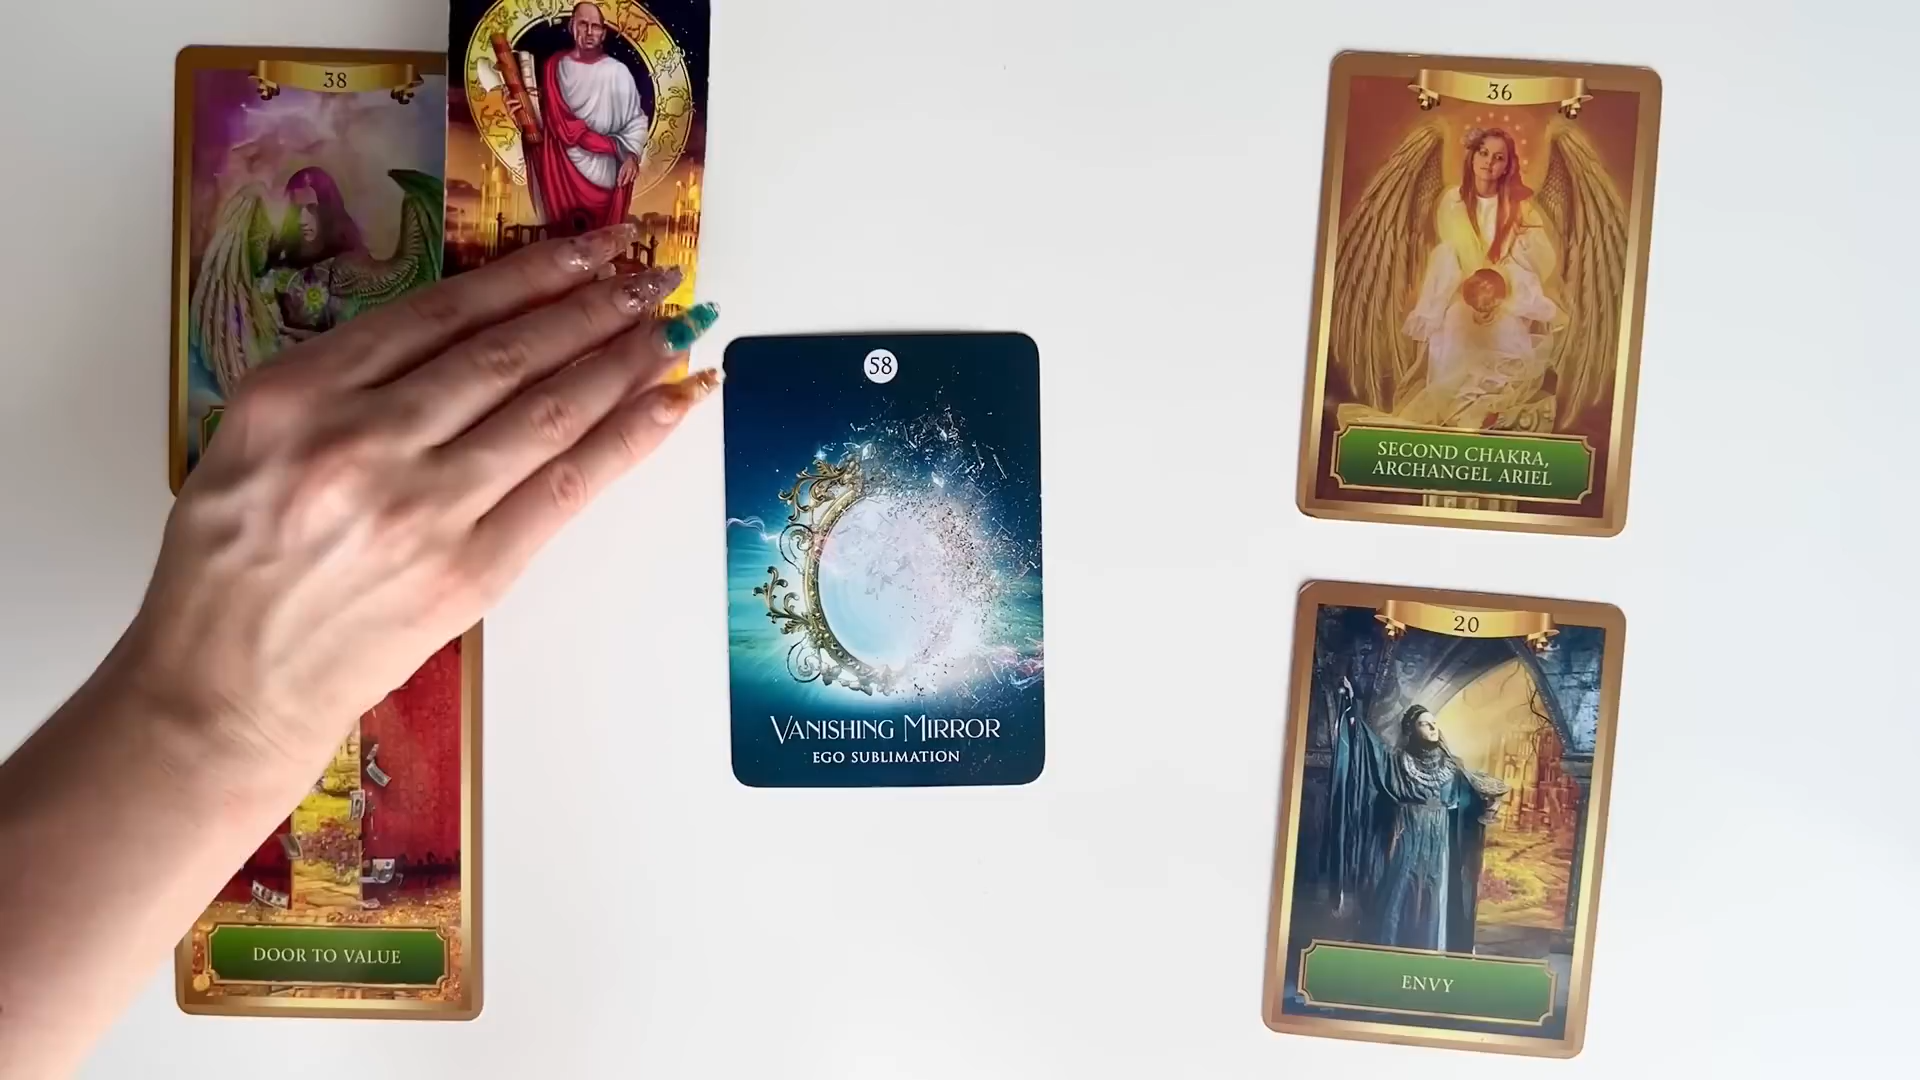 38
DOOR TO VALUE
58
VANISHING MIRROR
EGO SUBLIMATION
36
SECOND CHAKRA,
ARCHANGEL ARIEL
20
ENVY